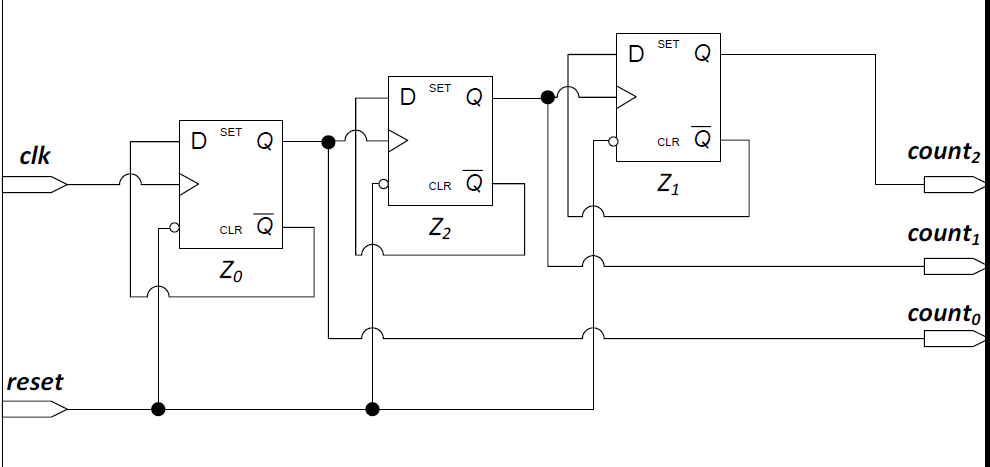 clk
D SET Q
CLR Q̅
Z0
D SET Q
CLR Q̅
Z2
D SET Q
CLR Q̅
Z1
count2
count1
count0
reset